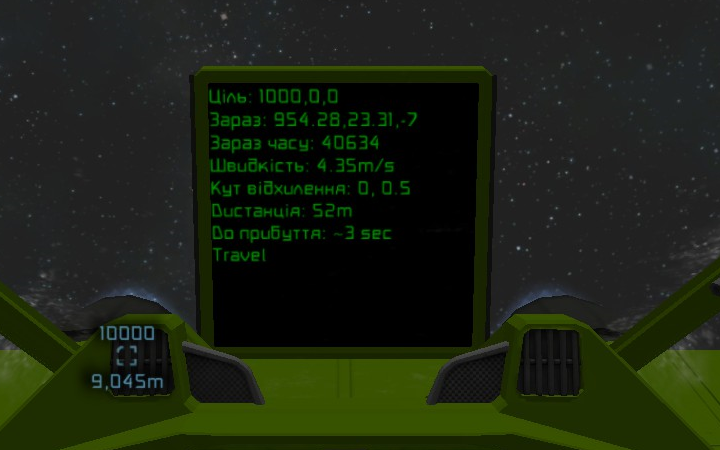 Ціль: 1000,0,0
Зараз: 954.28,23.31,-7
Зараз часу: 40634
Швидкість: 4.35m/s
Кут відхилення: 0, 0.5
Дистанція: 52m
До прибуття: ~3 sec
Travel
10000
9,045m